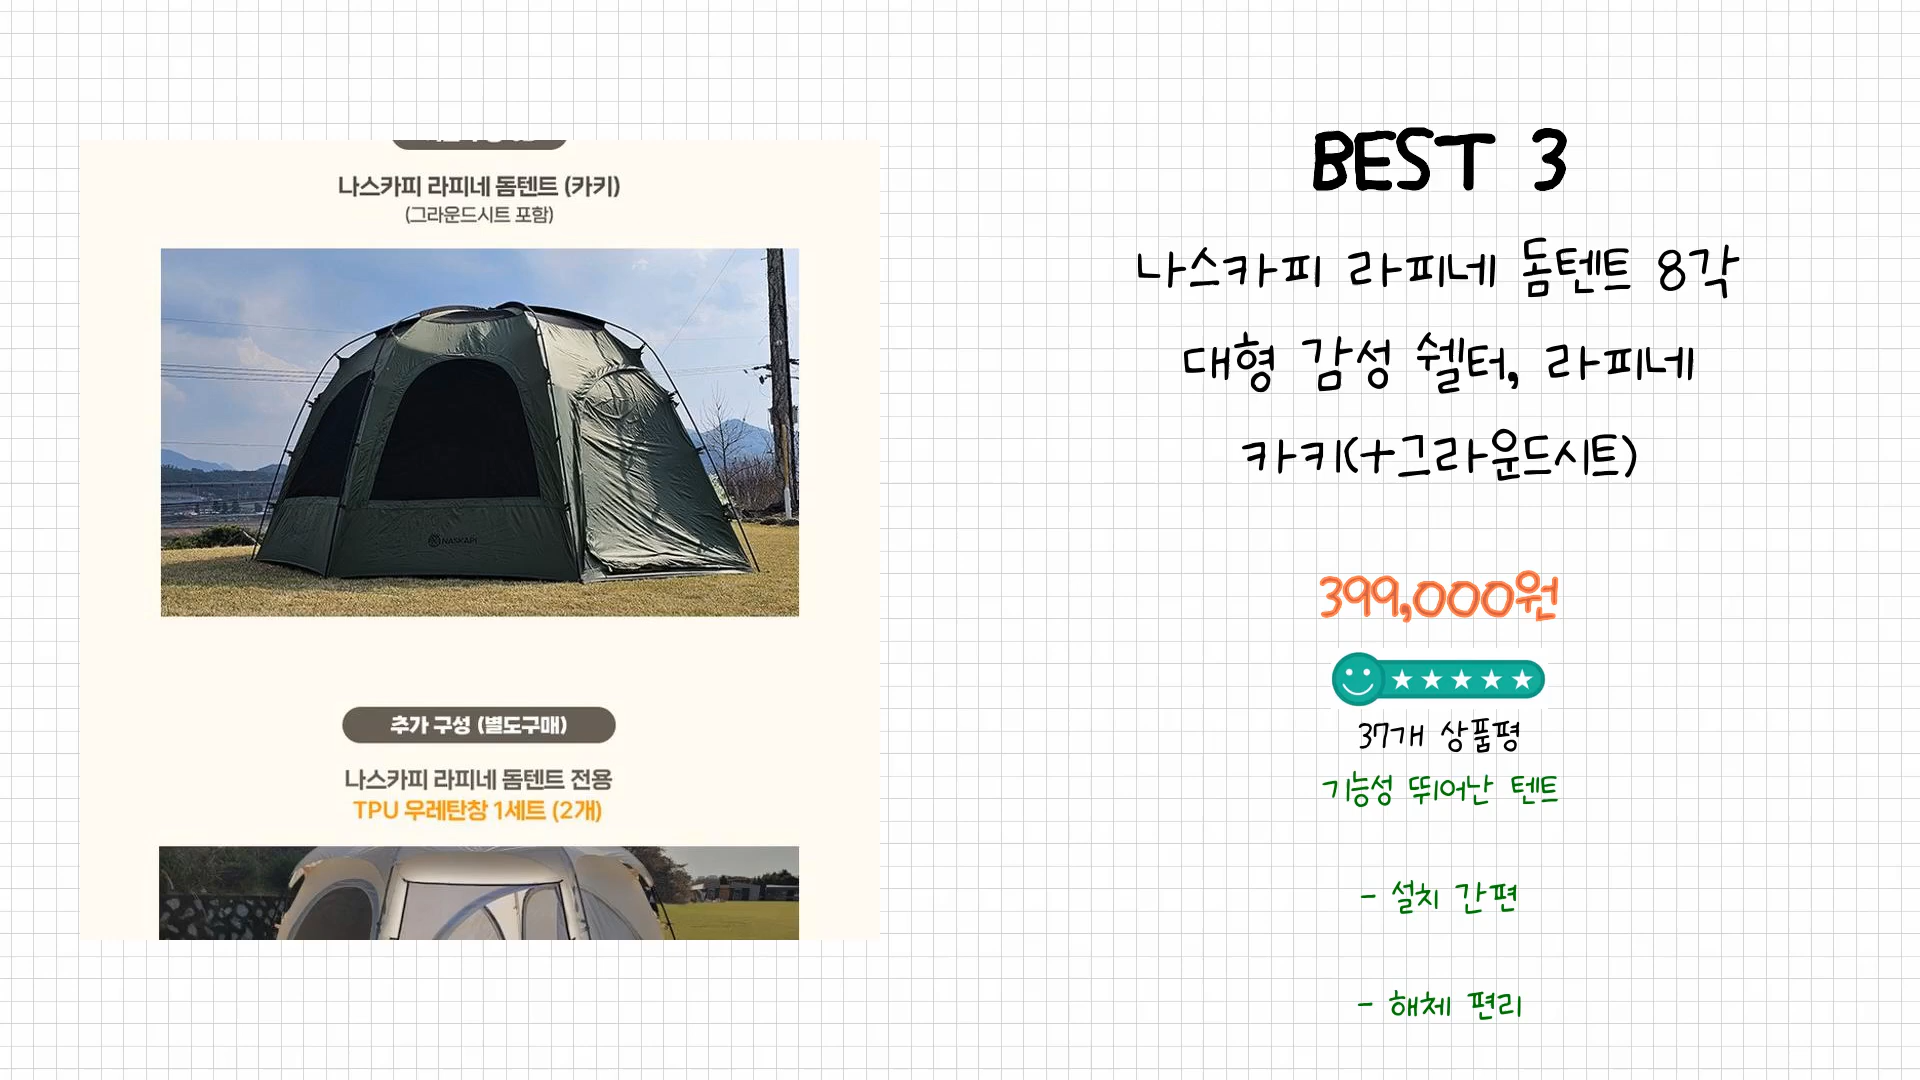 나스카피 라피네 돔텐트 (카키)
(그라운드시트 포함)
NASKAPI
추가 구성 (별도구매)
나스카피 라피네 돔텐트 전용
TPU 우레탄창 1세트 (2개)
BEST 3
나스카피 라피네 돔텐트 8각
대형 감성 쉘터, 라피네
카키(+그라운드시트)
399,000원
37개 상품평
기능성 뛰어난 텐트
- 설치 간편
- 해체 편리